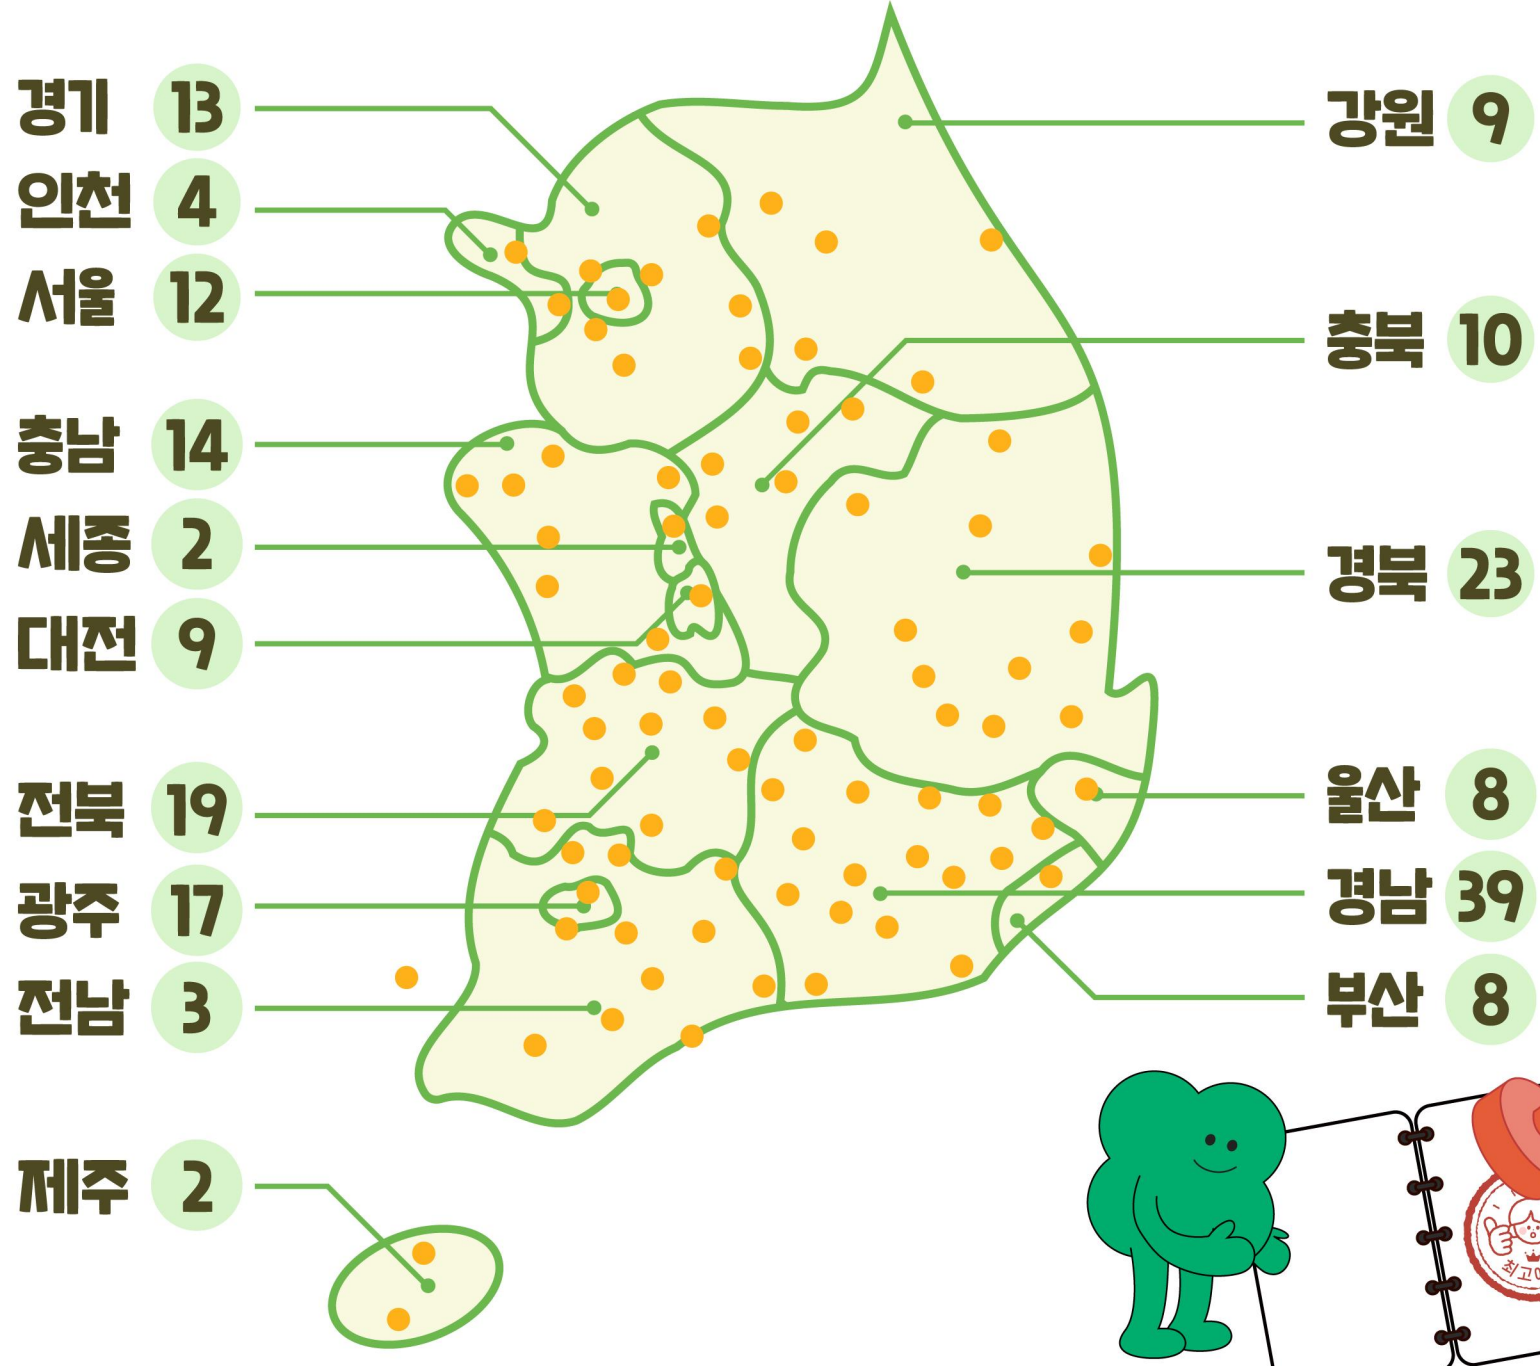 경기 13
인천 4
서울 12
충남 14
세종 2
대전 9
전북 19
광주 17
전남 3
제주 2
강원 9
충북 10
경북 23
울산 8
경남 39
부산 8